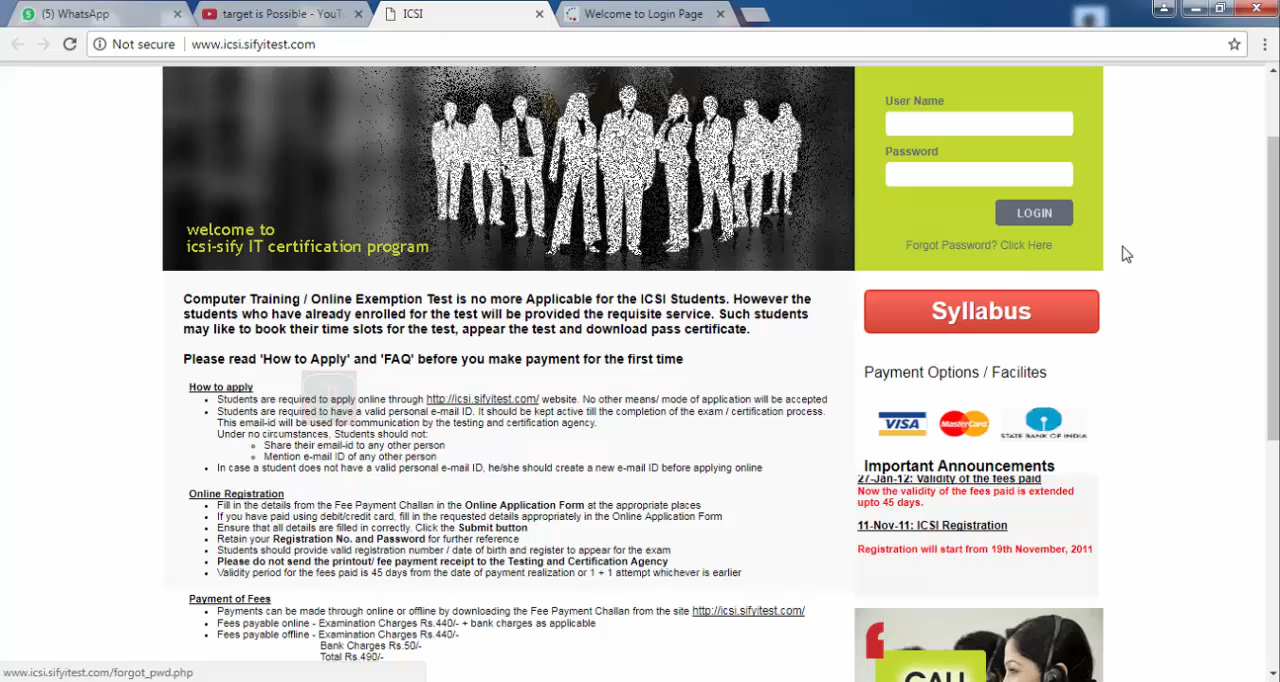 (5) WhatsApp
target is Possible - YouTu
ICSI
Welcome to Login Page
Not secure
www.icsi.sifyitest.com
User Name
Password
LOGIN
Forgot Password? Click Here
welcome to
icsi-sify IT certification program
Computer Training / Online Exemption Test is no more Applicable for the ICSI Students. However the
students who have already enrolled for the test will be provided the requisite service. Such students
may like to book their time slots for the test, appear the test and download pass certificate.
Please read 'How to Apply' and 'FAQ' before you make payment for the first time
How to apply
Students are required to apply online through http://icsi.sifyitest.com/ website. No other means/ mode of application will be accepted
Students are required to have a valid personal e-mail ID. It should be kept active till the completion of the exam / certification process.
This email-id will be used for communication by the testing and certification agency.
Under no circumstances, Students should not:
Share their email-id to any other person
Mention e-mail ID of any other person
In case a student does not have a valid personal e-mail ID, he/she should create a new e-mail ID before applying online
Online Registration
Fill in the details from the Fee Payment Challan in the Online Application Form at the appropriate places
If you have paid using debit/credit card, fill in the requested details appropriately in the Online Application Form
Ensure that all details are filled in correctly. Click the Submit button
Retain your Registration No. and Password for further reference
Students should provide valid registration number / date of birth and register to appear for the exam
Please do not send the printout/ fee payment receipt to the Testing and Certification Agency
Validity period for the fees paid is 45 days from the date of payment realization or 1 + 1 attempt whichever is earlier
Payment of Fees
Payments can be made through online or offline by downloading the Fee Payment Challan from the site http://icsi.sifyitest.com/
Fees payable online - Examination Charges Rs.440/- + bank charges as applicable
Fees payable offline - Examination Charges Rs.440/-
Bank Charges Rs.50/-
Total Rs.490/-
Syllabus
Payment Options / Facilites
VISA MasterCard STATE BANK OF INDIA
Important Announcements
27-Jan-12: Validity of the fees paid
Now the validity of the fees paid is extended
upto 45 days.
11-Nov-11: ICSI Registration
Registration will start from 19th November, 2011
CALL
www.icsi.sifyitest.com/forgot_pwd.php